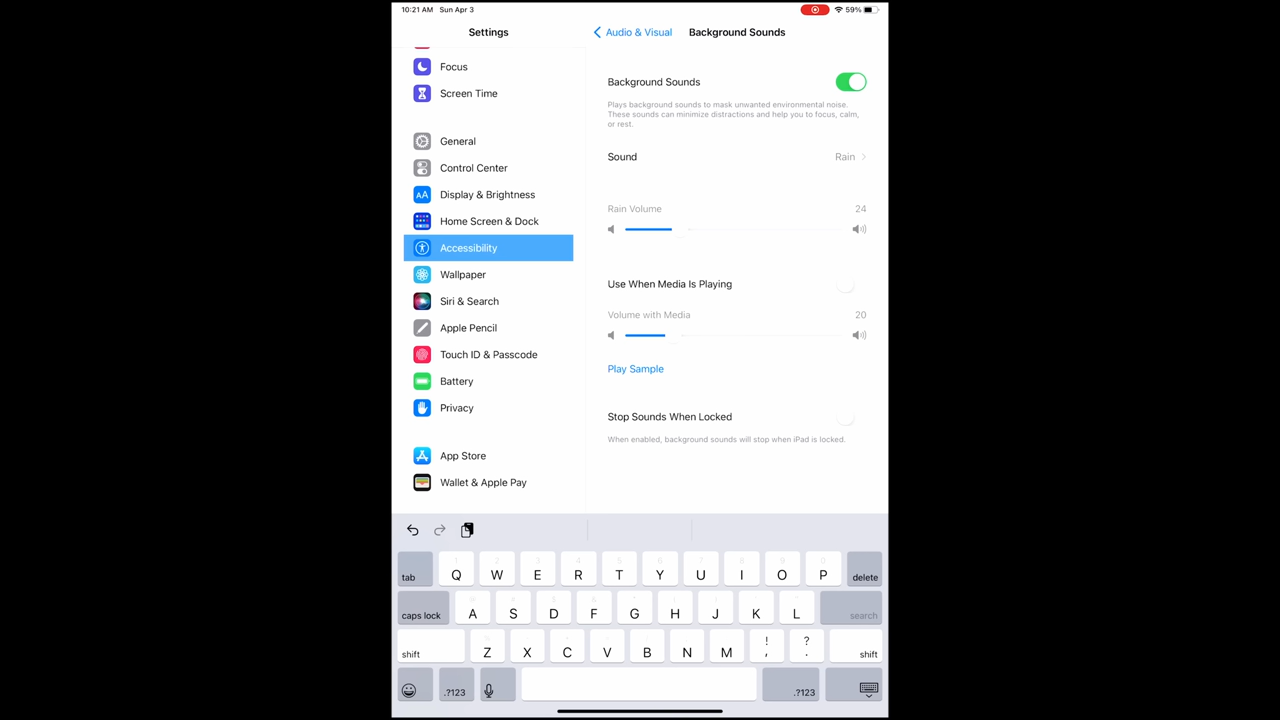 10:21 AM Sun Apr 3
59%
Settings
Audio & Visual
Background Sounds
Focus
Screen Time
General
Control Center
Display & Brightness
Home Screen & Dock
Accessibility
Wallpaper
Siri & Search
Apple Pencil
Touch ID & Passcode
Battery
Privacy
App Store
Wallet & Apple Pay
Background Sounds
Plays background sounds to mask unwanted environmental noise.
These sounds can minimize distractions and help you to focus, calm,
or rest.
Sound Rain
Rain Volume 24
Use When Media Is Playing
Volume with Media 20
Play Sample
Stop Sounds When Locked
When enabled, background sounds will stop when iPad is locked.
tab Q W E R T Y U I O P delete
caps lock A S D F G H J K L search
shift Z X C V B N M ! , ? . shift
.?123 .?123